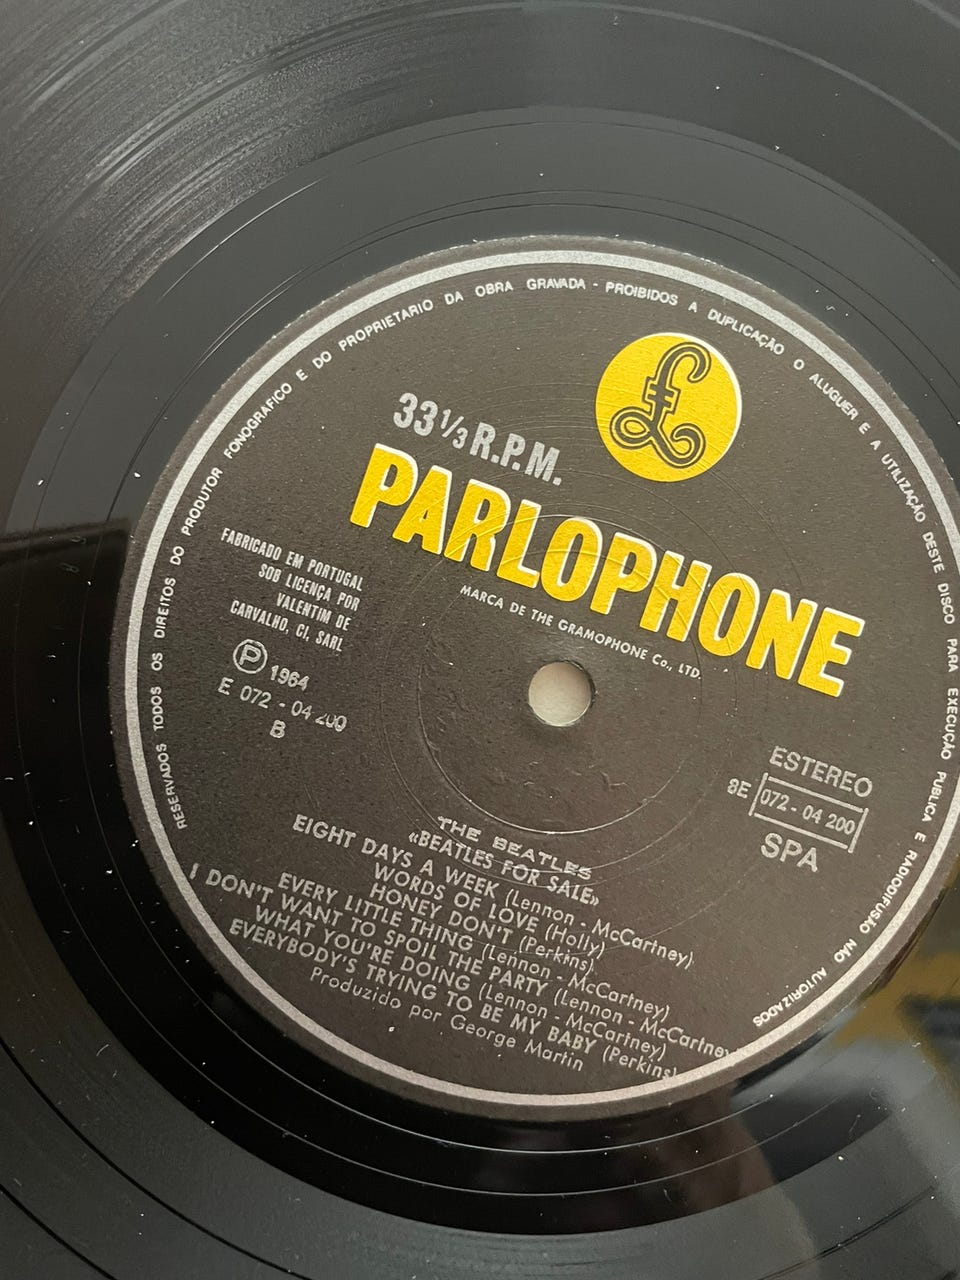 RESERVADOS TODOS OS DIREITOS DO PRODUTOR FONOGRAFICO E DO PROPRIETARIO DA OBRA GRAVADA - PROIBIDOS A DUPLICAÇÃO O ALUGUER E A UTILIZAÇÃO DESTE DISCO PARA EXECUÇÃO PUBLICA E RADIODIFUSÃO NÃO AUTORIZADOS
£
33 1/3 R.P.M.
PARLOPHONE
MARCA DE THE GRAMOPHONE Co., LTD.
FABRICADO EM PORTUGAL
SOB LICENÇA POR
VALENTIM DE
CARVALHO, CI, SARL
Ⓟ 1964
E 072 - 04 200
B
ESTEREO
8E 072 - 04 200
SPA
THE BEATLES
«BEATLES FOR SALE»
EIGHT DAYS A WEEK (Lennon - McCartney)
WORDS OF LOVE (Holly)
HONEY DON'T (Perkins)
EVERY LITTLE THING (Lennon - McCartney)
I DON'T WANT TO SPOIL THE PARTY (Lennon - McCartney
WHAT YOU'RE DOING (Lennon - McCartney)
EVERYBODY'S TRYING TO BE MY BABY (Perkins)
Produzido por George Martin